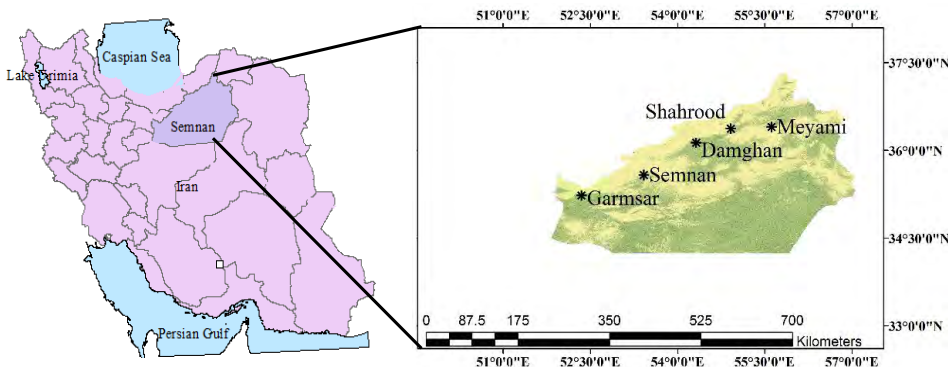 Caspian Sea
Lake Urimia
Semnan
Iran
Persian Gulf
51°0'0"E 52°30'0"E 54°0'0"E 55°30'0"E 57°0'0"E
37°30'0"N
36°0'0"N
34°30'0"N
33°0'0"N
Shahrood
Meyami
Damghan
Semnan
Garmsar
0 87.5 175 350 525 700
Kilometers
51°0'0"E 52°30'0"E 54°0'0"E 55°30'0"E 57°0'0"E